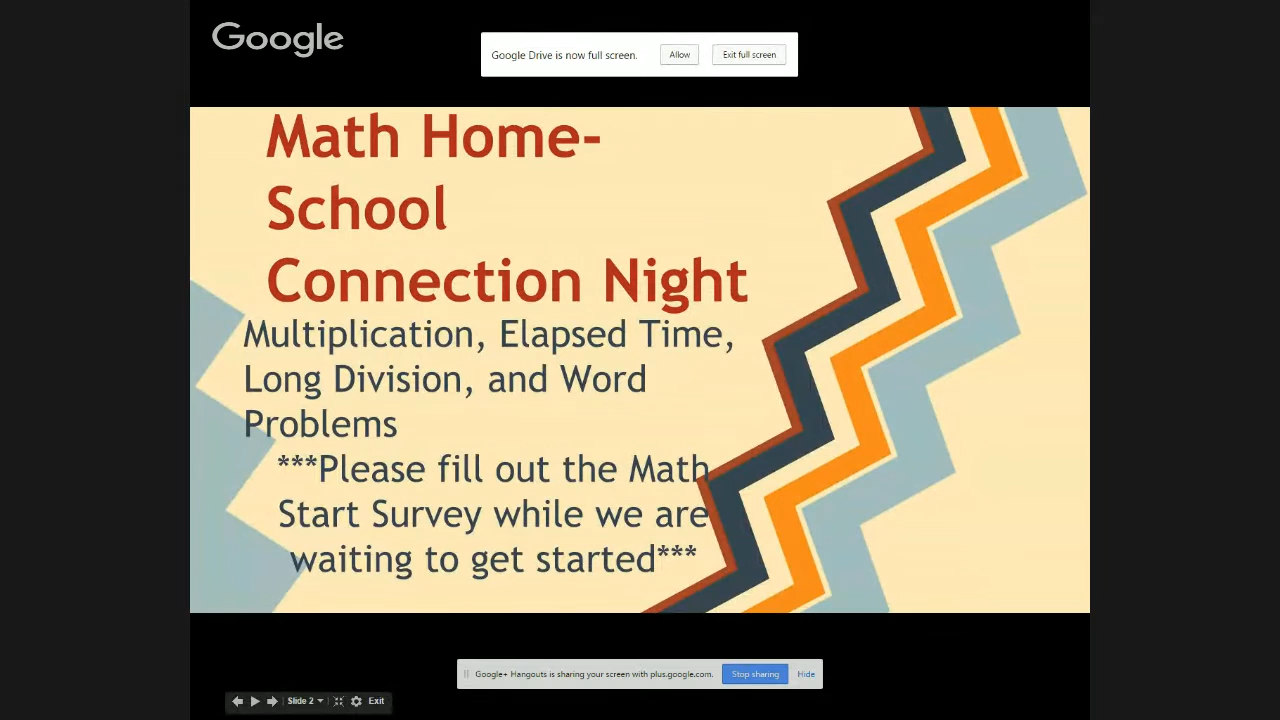 Google
Google Drive is now full screen. Allow Exit full screen
Math Home-
School
Connection Night
Multiplication, Elapsed Time,
Long Division, and Word
Problems
***Please fill out the Math
Start Survey while we are
waiting to get started***
Google+ Hangouts is sharing your screen with plus.google.com. Stop sharing Hide
Slide 2 Exit